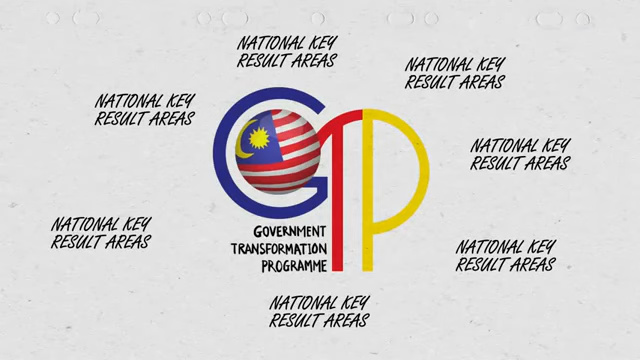 NATIONAL KEY
RESULT AREAS
NATIONAL KEY
RESULT AREAS
NATIONAL KEY
RESULT AREAS
NATIONAL KEY
RESULT AREAS
GTP
GOVERNMENT
TRANSFORMATION
PROGRAMME
NATIONAL KEY
RESULT AREAS
NATIONAL KEY
RESULT AREAS
NATIONAL KEY
RESULT AREAS